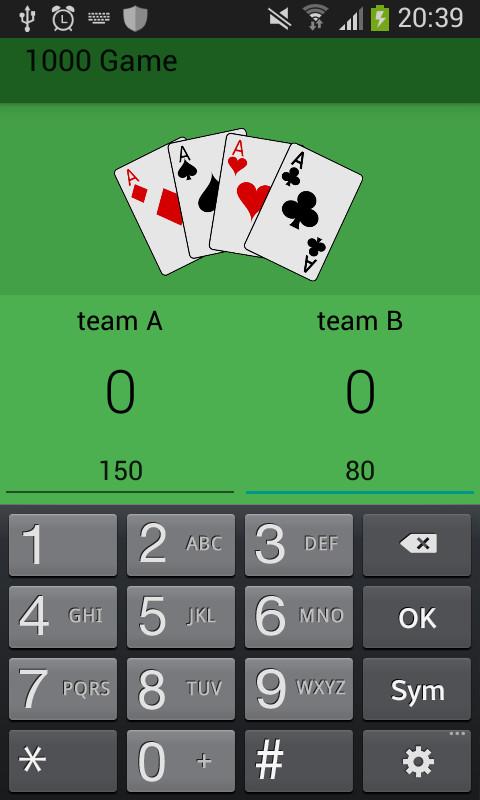 20:39
1000 Game
A A A A
A
team A team B
0 0
150 80
1 2 ABC 3 DEF
4 GHI 5 JKL 6 MNO OK
7 PQRS 8 TUV 9 WXYZ Sym
* 0 + # ...